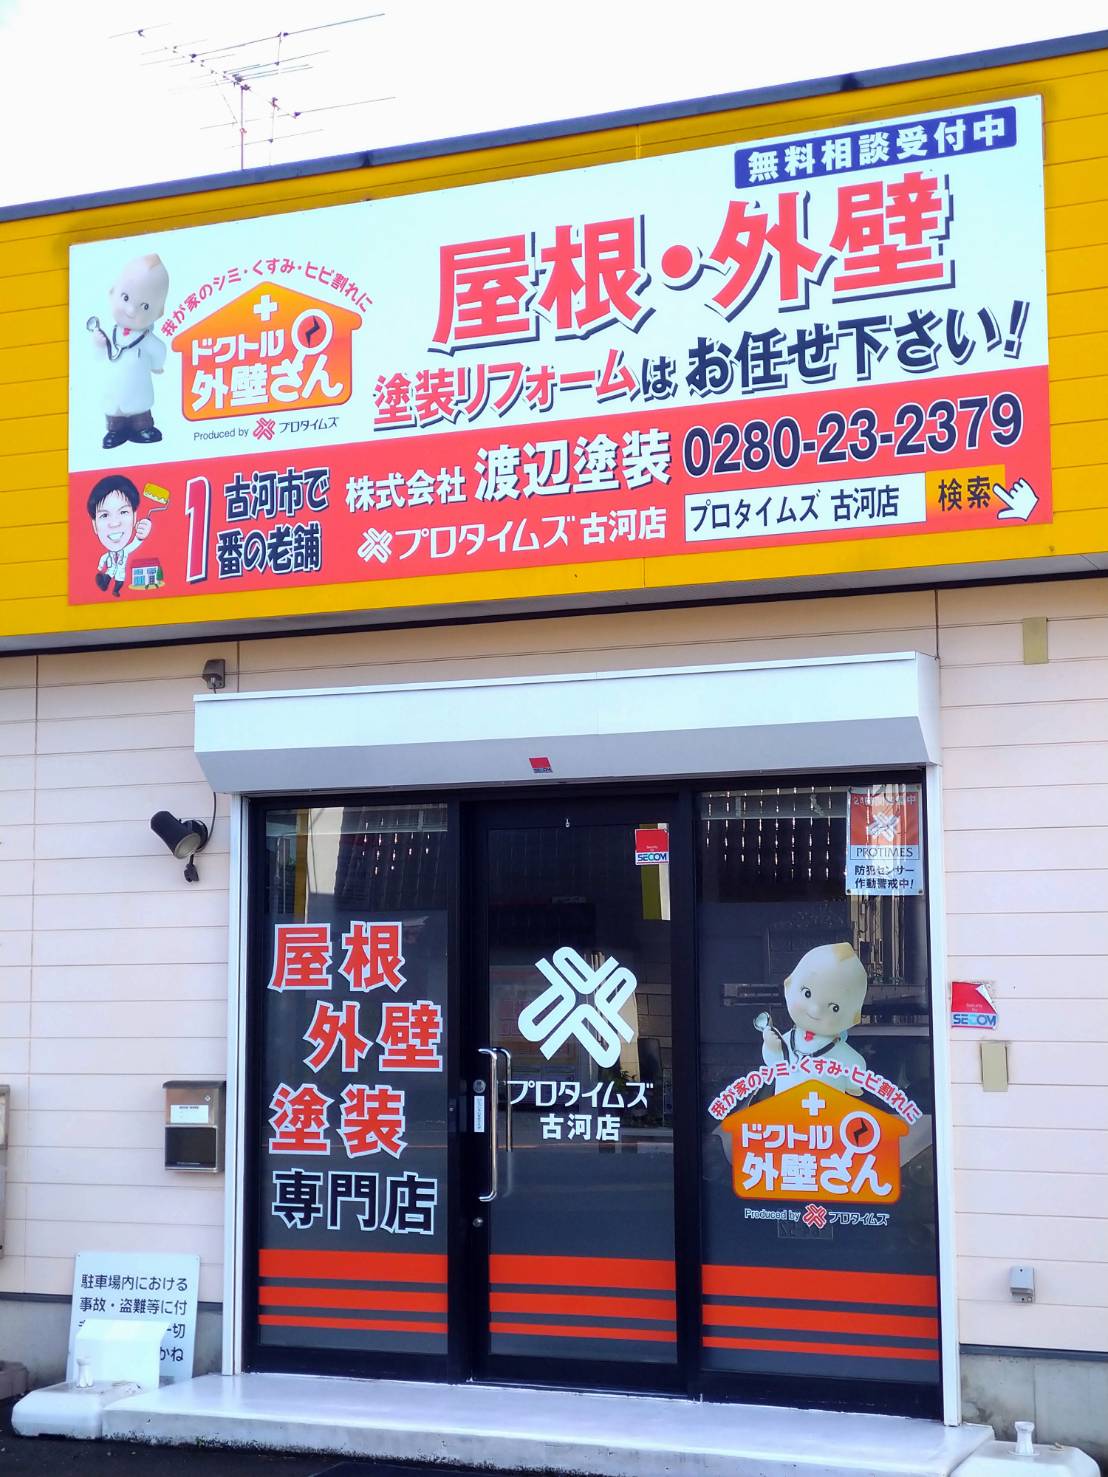 無料相談受付中
屋根・外壁
塗装リフォームはお任せ下さい!
我が家のシミ・くすみ・ヒビ割れに
ドクトル
外壁さん
Produced by プロタイムズ
古河市で
1番の老舗
株式会社 渡辺塗装 0280-23-2379
プロタイムズ 古河店
プロタイムズ 古河店 検索
SECOM
屋根
外壁
塗装
専門店
SECOM
プロタイムズ
古河店
PROTIMES
防犯センサー
作動警戒中!
我が家のシミ・くすみ・ヒビ割れに
ドクトル
外壁さん
Produced by プロタイムズ
SECOM
駐車場内における
事故・盗難等に付
切
かね